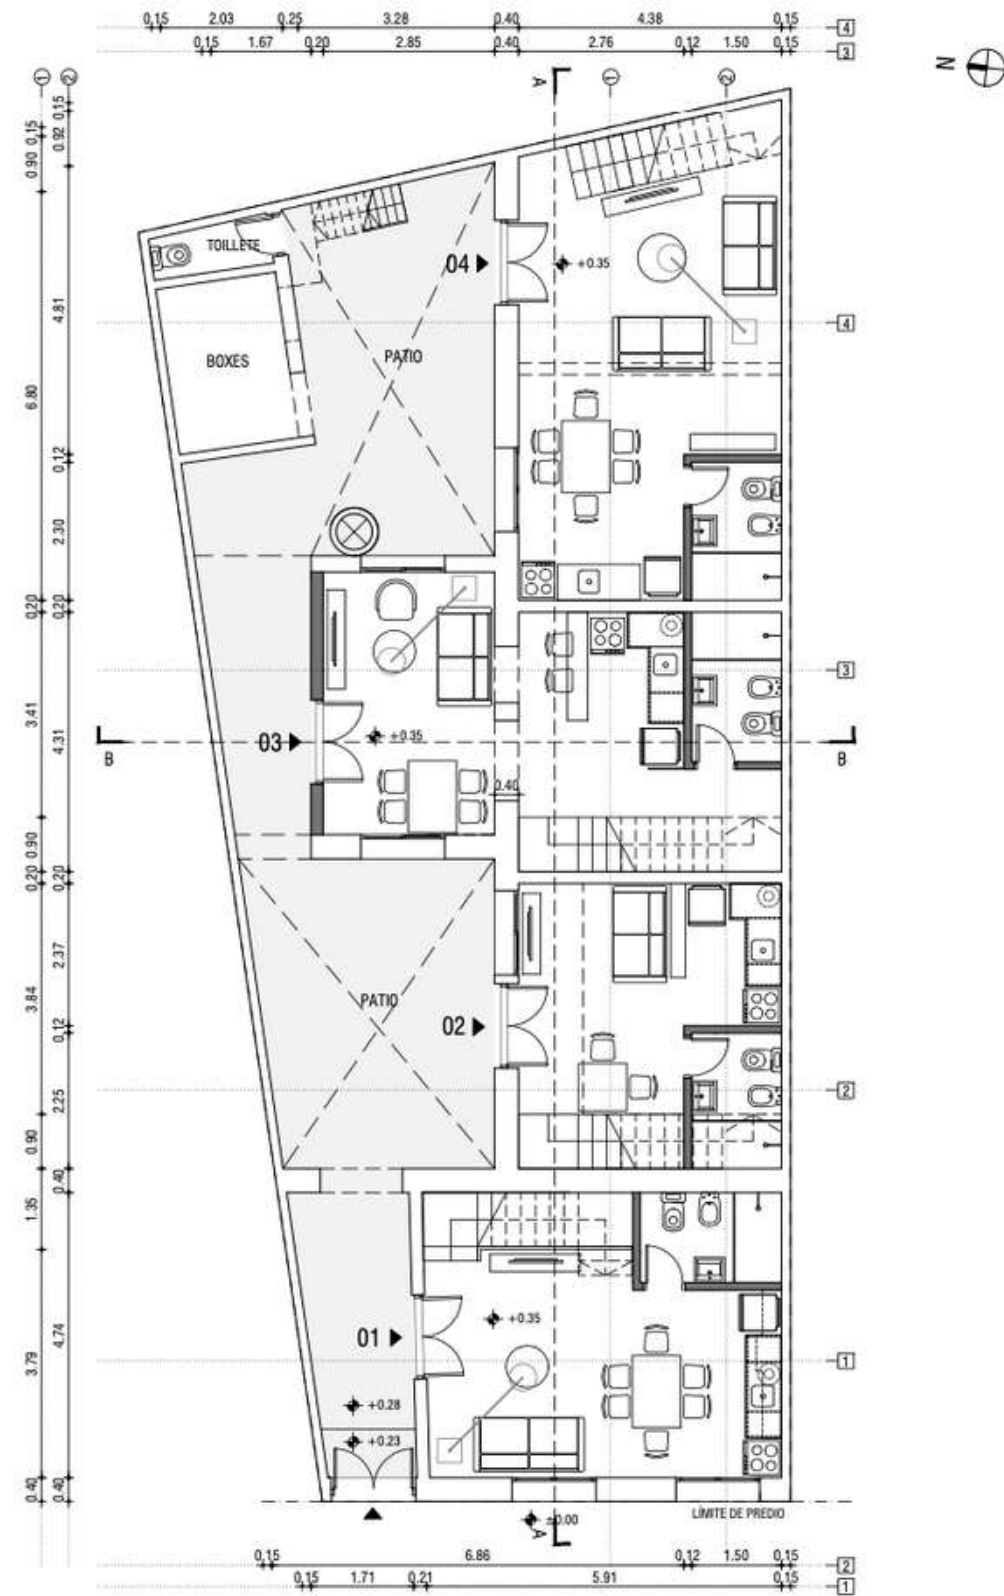 0,15 2.03 0.25 3.28 0.40 4.38 0.15 4
0.15 1.67 0.20 2.85 0.40 2.76 0.12 1.50 0.15 3
N
1 2 A 1 2
0.15
0.92
0.15
0.90
TOILLETE
04 +0.35
4.81
4
BOXES
PATIO
6.80
0.12
2.30
0.20 0.20
3
3.41
4.31
03 +0.35
B B
0.40
0.90
0.20 0.20
2.37
3.84
PATIO
02
0.12
2.25
2
0.90
0.40
1.35
+0.35
01
4.74
3.79
1
+0.28
+0.23
0.40 0.40
LÍMITE DE PREDIO
±0.00
A
0,15 6.86 0.12 1.50 0.15 2
0.15 1.71 0.21 5.91 0.15 1